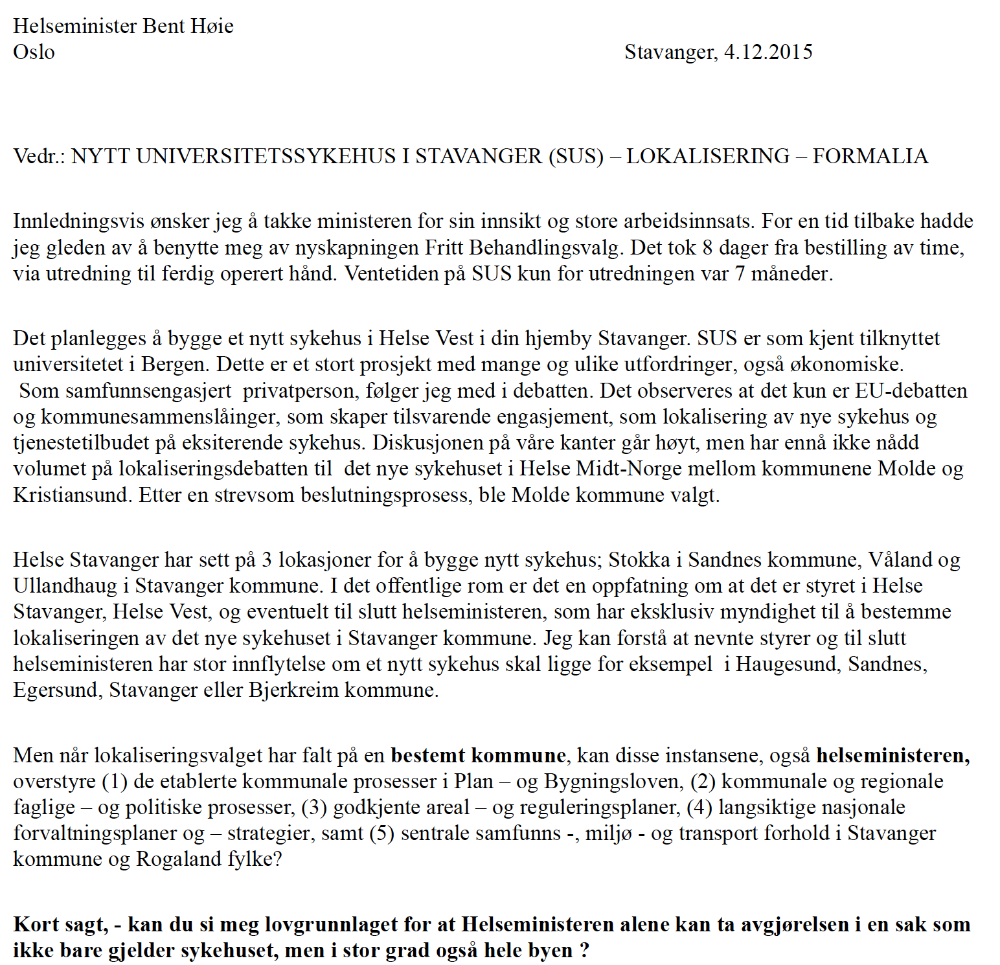 Helseminister Bent Høie
Oslo Stavanger, 4.12.2015
Vedr.: NYTT UNIVERSITETSSYKEHUS I STAVANGER (SUS) – LOKALISERING – FORMALIA
Innledningsvis ønsker jeg å takke ministeren for sin innsikt og store arbeidsinnsats. For en tid tilbake hadde
jeg gleden av å benytte meg av nyskapningen Fritt Behandlingsvalg. Det tok 8 dager fra bestilling av time,
via utredning til ferdig operert hånd. Ventetiden på SUS kun for utredningen var 7 måneder.
Det planlegges å bygge et nytt sykehus i Helse Vest i din hjemby Stavanger. SUS er som kjent tilknyttet
universitetet i Bergen. Dette er et stort prosjekt med mange og ulike utfordringer, også økonomiske.
Som samfunnsengasjert  privatperson, følger jeg med i debatten. Det observeres at det kun er EU-debatten
og kommunesammenslåinger, som skaper tilsvarende engasjement, som lokalisering av nye sykehus og
tjenestetilbudet på eksiterende sykehus. Diskusjonen på våre kanter går høyt, men har ennå ikke nådd
volumet på lokaliseringsdebatten til  det nye sykehuset i Helse Midt-Norge mellom kommunene Molde og
Kristiansund. Etter en strevsom beslutningsprosess, ble Molde kommune valgt.
Helse Stavanger har sett på 3 lokasjoner for å bygge nytt sykehus; Stokka i Sandnes kommune, Våland og
Ullandhaug i Stavanger kommune. I det offentlige rom er det en oppfatning om at det er styret i Helse
Stavanger, Helse Vest, og eventuelt til slutt helseministeren, som har eksklusiv myndighet til å bestemme
lokaliseringen av det nye sykehuset i Stavanger kommune. Jeg kan forstå at nevnte styrer og til slutt
helseministeren har stor innflytelse om et nytt sykehus skal ligge for eksempel  i Haugesund, Sandnes,
Egersund, Stavanger eller Bjerkreim kommune.
Men når lokaliseringsvalget har falt på en bestemt kommune, kan disse instansene, også helseministeren,
overstyre (1) de etablerte kommunale prosesser i Plan – og Bygningsloven, (2) kommunale og regionale
faglige – og politiske prosesser, (3) godkjente areal – og reguleringsplaner, (4) langsiktige nasjonale
forvaltningsplaner og – strategier, samt (5) sentrale samfunns -, miljø - og transport forhold i Stavanger
kommune og Rogaland fylke?
Kort sagt, - kan du si meg lovgrunnlaget for at Helseministeren alene kan ta avgjørelsen i en sak som
ikke bare gjelder sykehuset, men i stor grad også hele byen ?